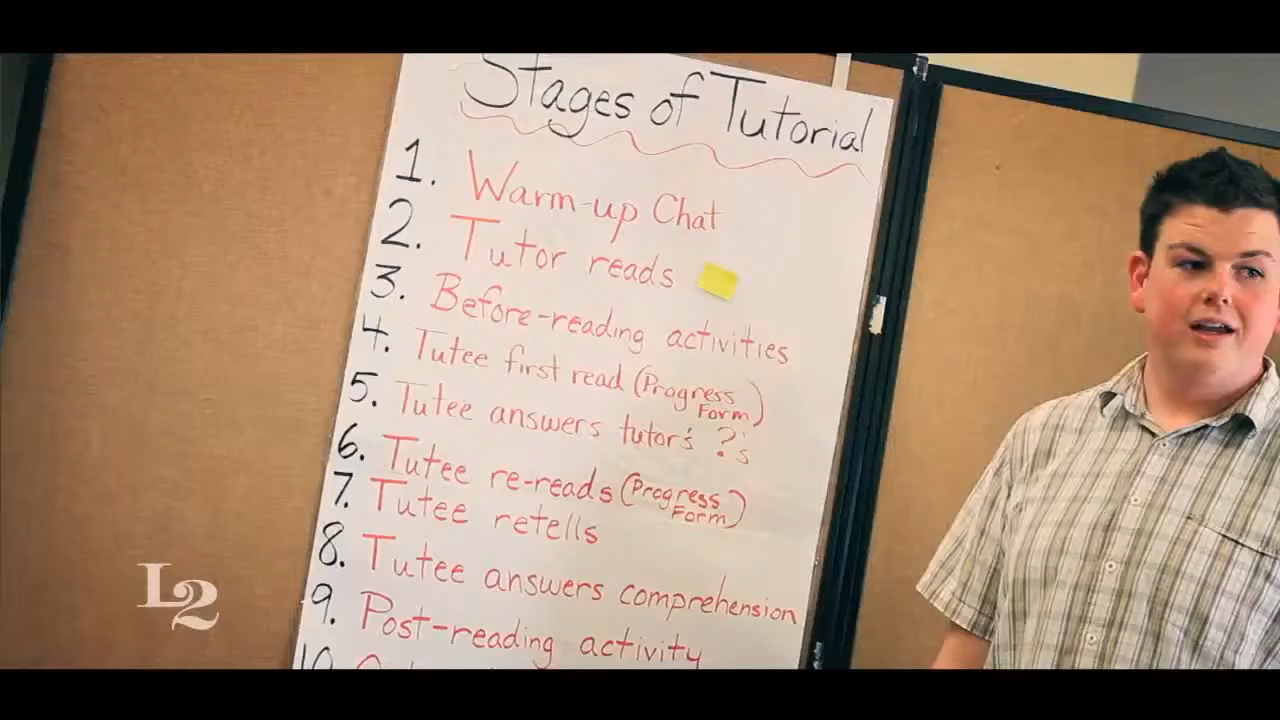 Stages of Tutorial
1. Warm-up Chat
2. Tutor reads
3. Before-reading activities
4. Tutee first read (Progress Form)
5. Tutee answers tutor's ?'s
6. Tutee re-reads (Progress Form)
7. Tutee retells
8. Tutee answers comprehension
9. Post-reading activity
10.
L2